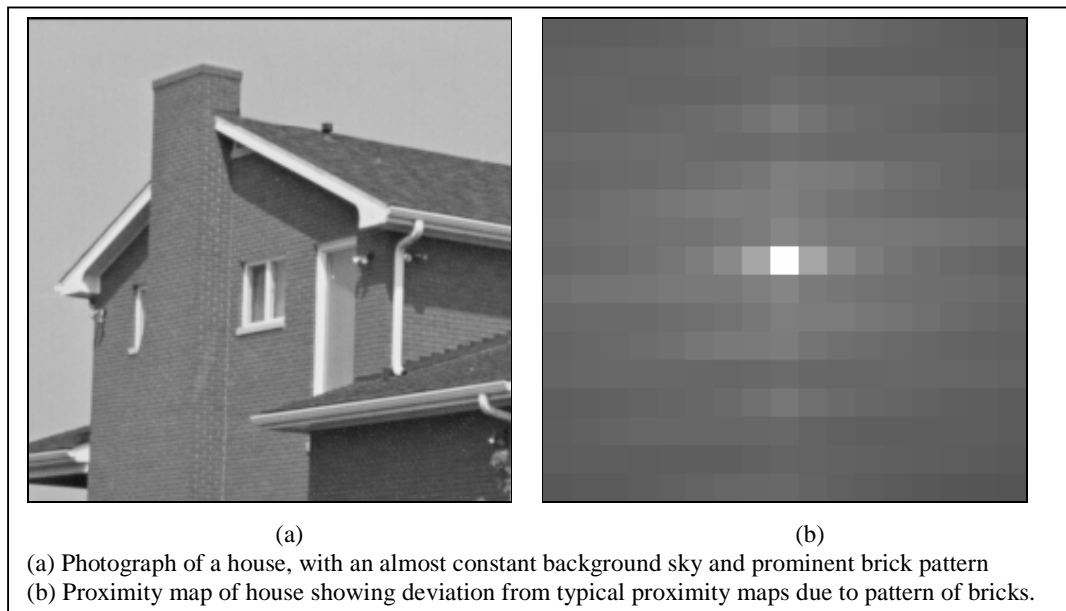 (a)
(b)
(a) Photograph of a house, with an almost constant background sky and prominent brick pattern
(b) Proximity map of house showing deviation from typical proximity maps due to pattern of bricks.